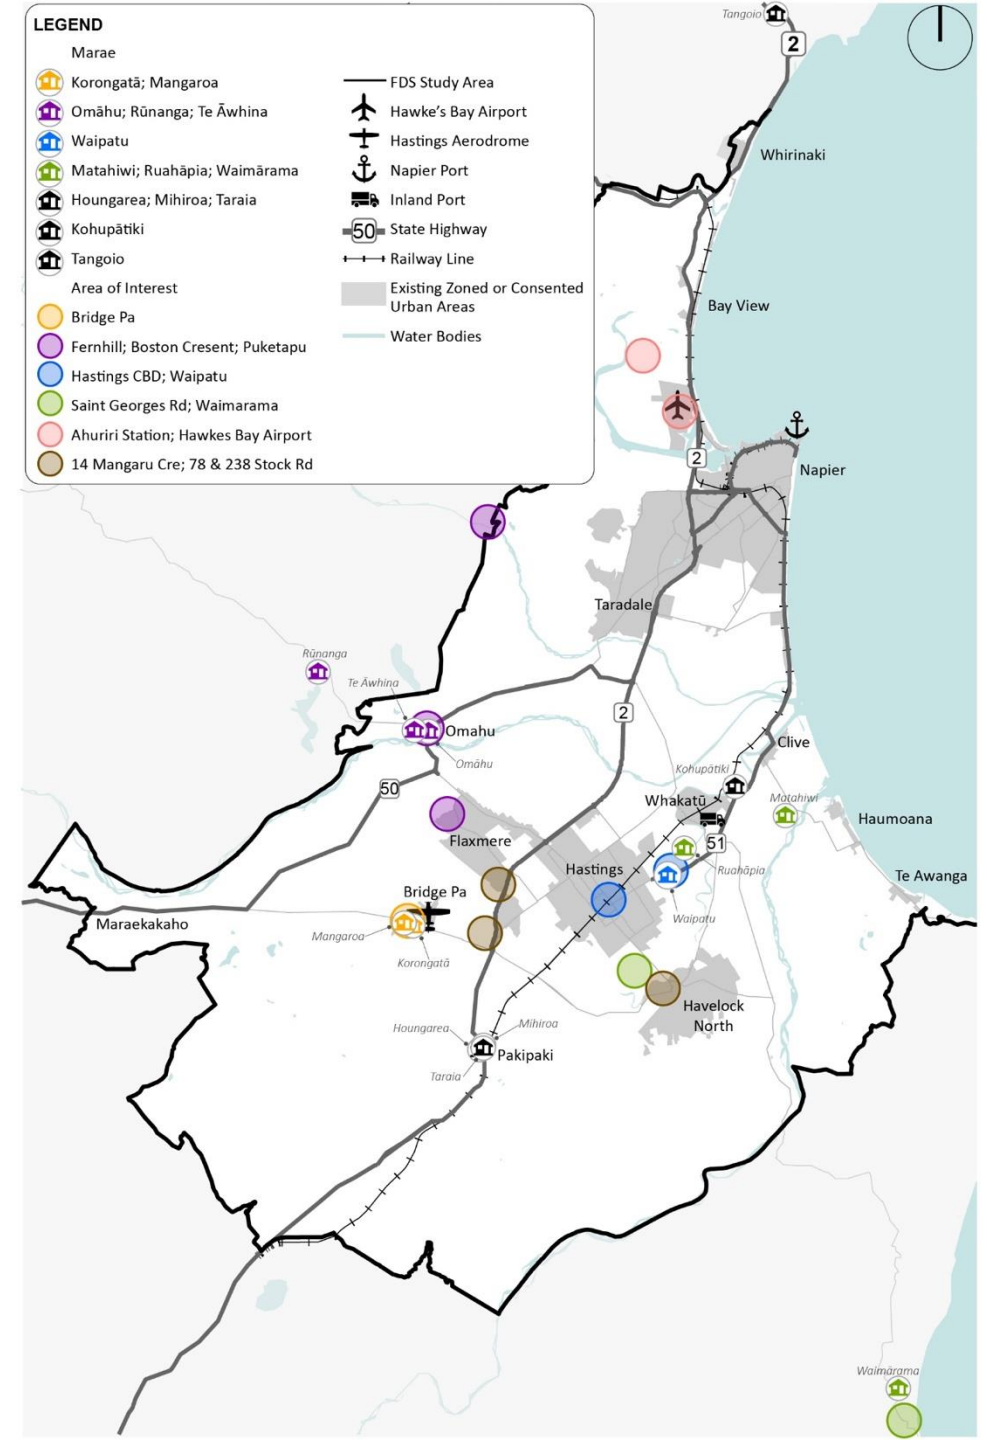 LEGEND
Marae
Korongatā; Mangaroa
Omāhu; Rūnanga; Te Āwhina
Waipatu
Matahiwi; Ruahāpia; Waimārama
Houngarea; Mihiroa; Taraia
Kohupātiki
Tangoio
Area of Interest
Bridge Pa
Fernhill; Boston Cresent; Puketapu
Hastings CBD; Waipatu
Saint Georges Rd; Waimarama
Ahuriri Station; Hawkes Bay Airport
14 Mangaru Cre; 78 & 238 Stock Rd
FDS Study Area
Hawke's Bay Airport
Hastings Aerodrome
Napier Port
Inland Port
50 State Highway
Railway Line
Existing Zoned or Consented
Urban Areas
Water Bodies
Tangoio
2
Whirinaki
Bay View
2
Napier
Taradale
Rūnanga
Te Āwhina
2
Omahu
Clive
Omāhu
Kohupātiki
50
Whakatū
Matahiwi
Haumoana
Flaxmere
51
Hastings
Ruahāpia
Te Awanga
Bridge Pa
Waipatu
Maraekakaho
Mangaroa
Korongatā
Havelock
North
Houngarea
Mihiroa
Pakipaki
Taraia
Waimārama